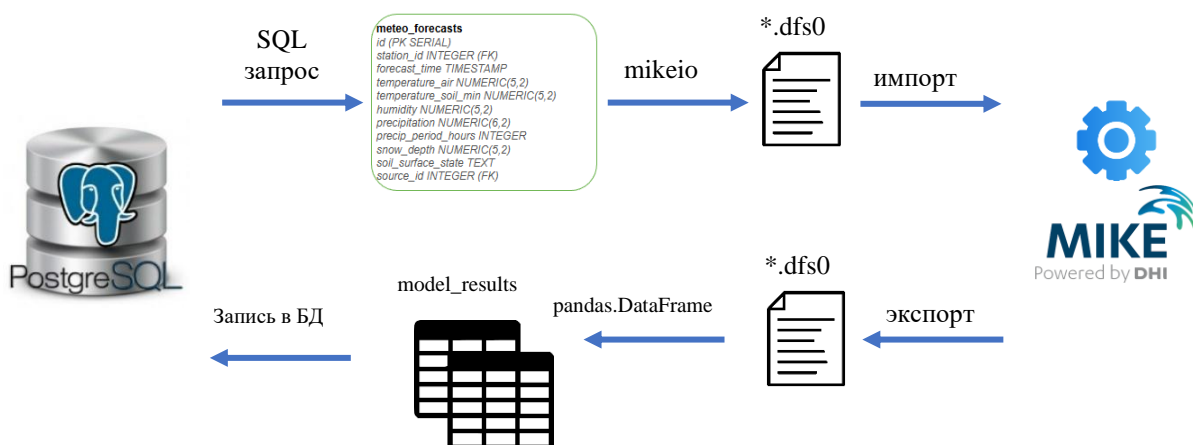 SQL
запрос
meteo_forecasts
id (PK SERIAL)
station_id INTEGER (FK)
forecast_time TIMESTAMP
temperature_air NUMERIC(5,2)
temperature_soil_min NUMERIC(5,2)
humidity NUMERIC(5,2)
precipitation NUMERIC(6,2)
precip_period_hours INTEGER
snow_depth NUMERIC(5,2)
soil_surface_state TEXT
source_id INTEGER (FK)
mikeio
*.dfs0
импорт
PostgreSQL
MIKE
Powered by DHI
Запись в БД
model_results
pandas.DataFrame
*.dfs0
экспорт